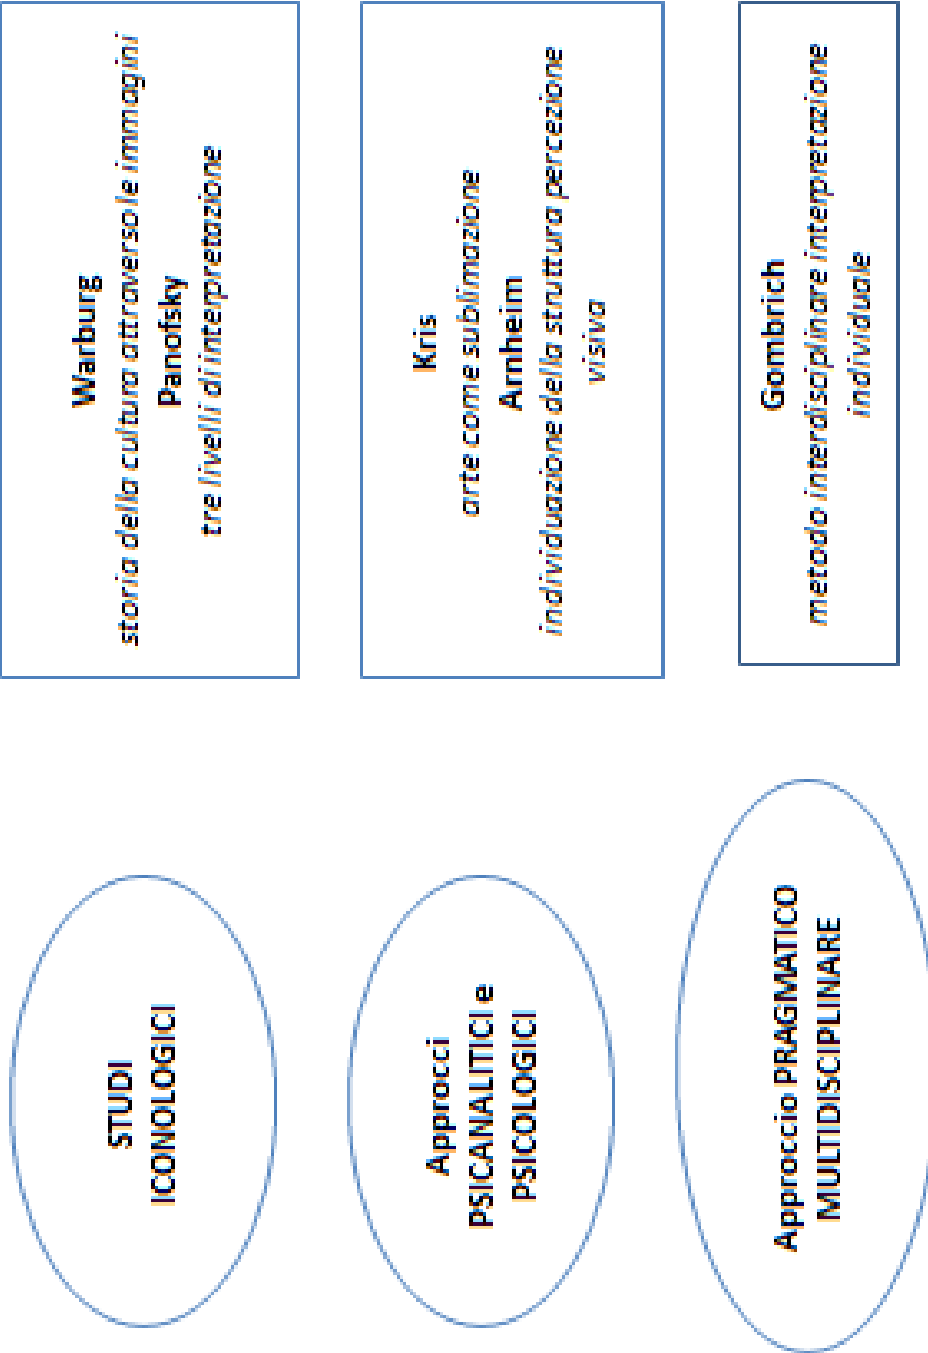 STUDI
ICONOLOGICI
Warburg
storia della cultura attraverso le immagini
Panofsky
tre livelli di interpretazione
Approcci
PSICANALITICI e
PSICOLOGICI
Kris
arte come sublimazione
Arnheim
individuazione della struttura percezione
visiva
Approccio PRAGMATICO
MULTIDISCIPLINARE
Gombrich
metodo interdisciplinare interpretazione
individuale